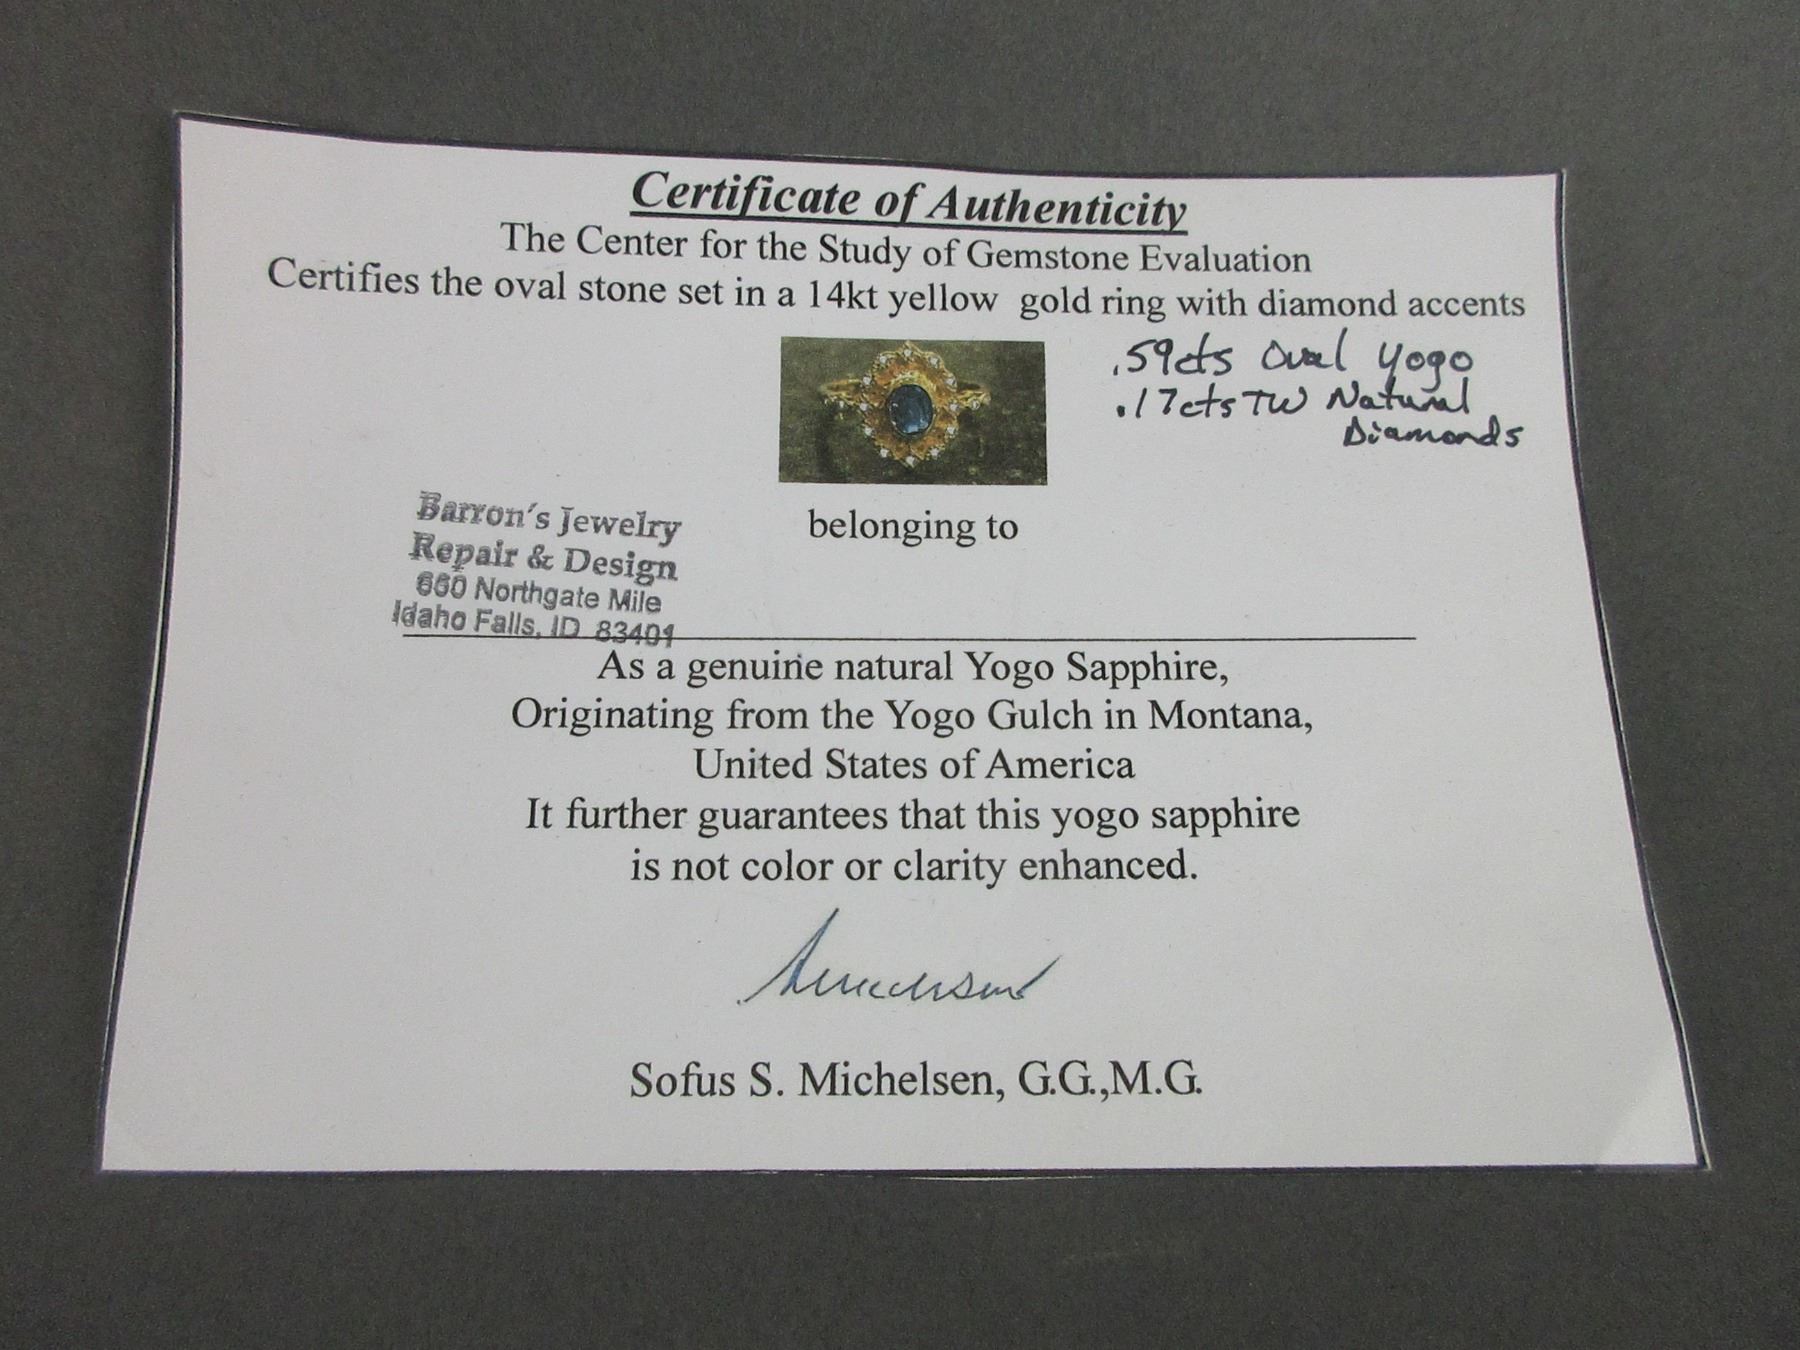 Certificate of Authenticity
The Center for the Study of Gemstone Evaluation
Certifies the oval stone set in a 14kt yellow gold ring with diamond accents
.59cts Oval Yogo
.17cts TW Natural
Diamonds
belonging to
Barron's Jewelry
Repair & Design
660 Northgate Mile
Idaho Falls, ID 83401
As a genuine natural Yogo Sapphire,
Originating from the Yogo Gulch in Montana,
United States of America
It further guarantees that this yogo sapphire
is not color or clarity enhanced.
Sofus S. Michelsen, G.G.,M.G.